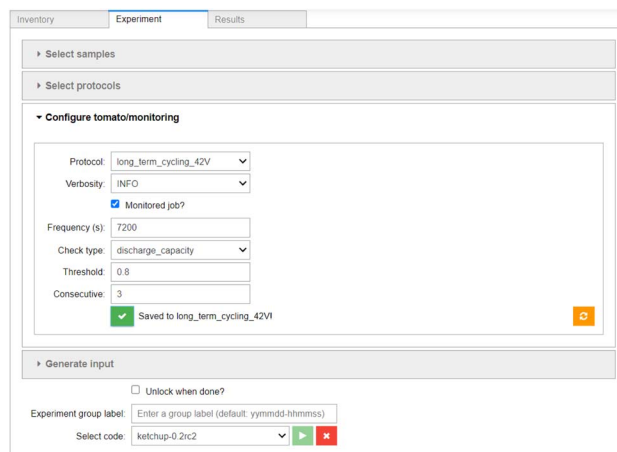 Inventory Experiment Results
Select samples
Select protocols
Configure tomato/monitoring
Protocol: long_term_cycling_42V
Verbosity: INFO
Monitored job?
Frequency (s): 7200
Check type: discharge_capacity
Threshold: 0.8
Consecutive: 3
Saved to long_term_cycling_42V!
Generate input
Unlock when done?
Experiment group label: Enter a group label (default: yymmdd-hhmmss)
Select code: ketchup-0.2rc2